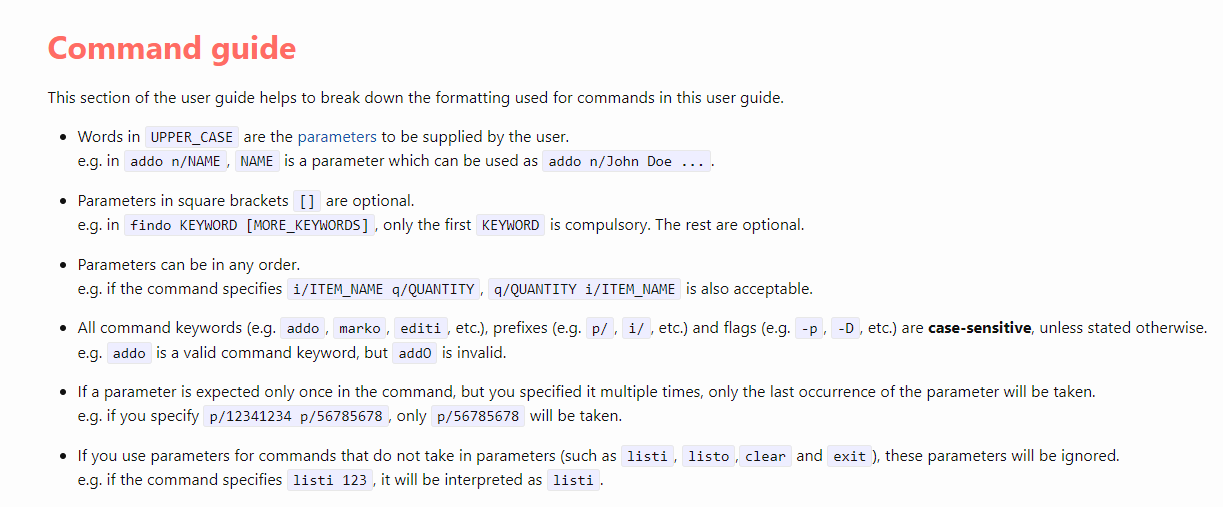 Command guide
This section of the user guide helps to break down the formatting used for commands in this user guide.
• Words in UPPER_CASE are the parameters to be supplied by the user.
e.g. in addo n/NAME, NAME is a parameter which can be used as addo n/John Doe ....
• Parameters in square brackets [] are optional.
e.g. in findo KEYWORD [MORE_KEYWORDS], only the first KEYWORD is compulsory. The rest are optional.
• Parameters can be in any order.
e.g. if the command specifies i/ITEM_NAME q/QUANTITY, q/QUANTITY i/ITEM_NAME is also acceptable.
• All command keywords (e.g. addo, marko, editi, etc.), prefixes (e.g. p/, i/, etc.) and flags (e.g. -p, -D, etc.) are case-sensitive, unless stated otherwise.
e.g. addo is a valid command keyword, but addO is invalid.
• If a parameter is expected only once in the command, but you specified it multiple times, only the last occurrence of the parameter will be taken.
e.g. if you specify p/12341234 p/56785678, only p/56785678 will be taken.
• If you use parameters for commands that do not take in parameters (such as listi, listo, clear and exit), these parameters will be ignored.
e.g. if the command specifies listi 123, it will be interpreted as listi.